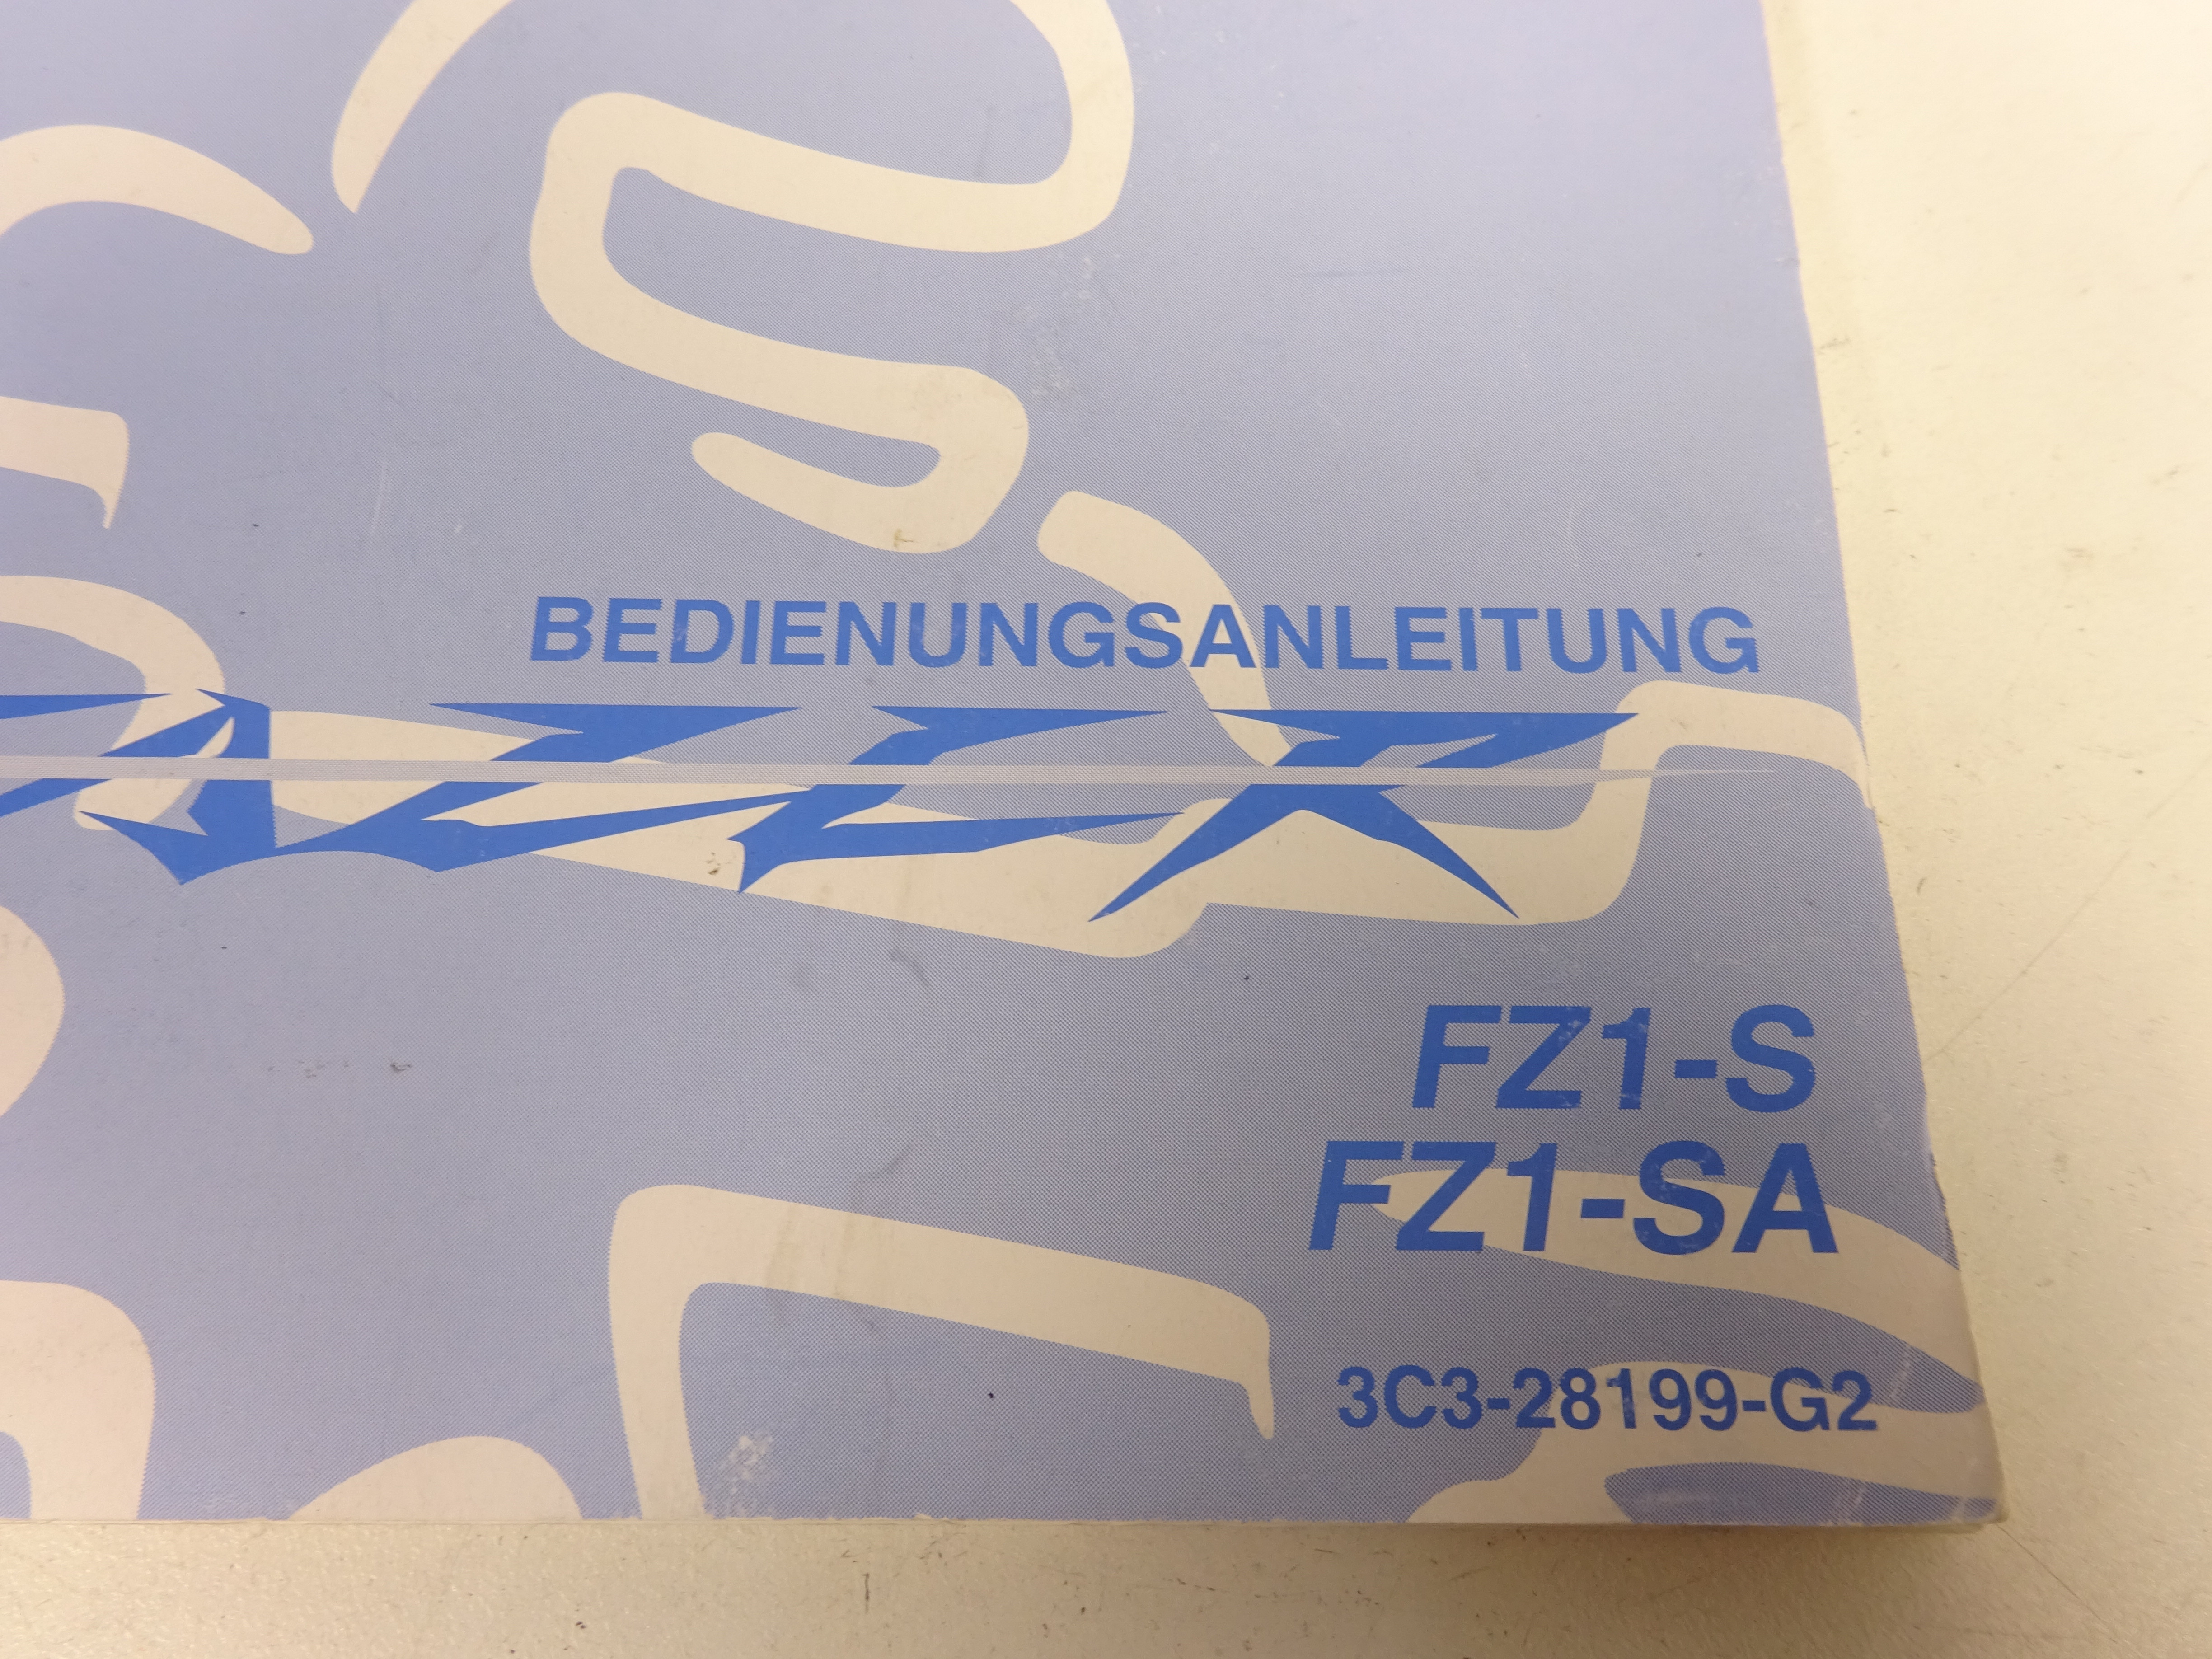 BEDIENUNGSANLEITUNG
FZ1-S
FZ1-SA
3C3-28199-G2